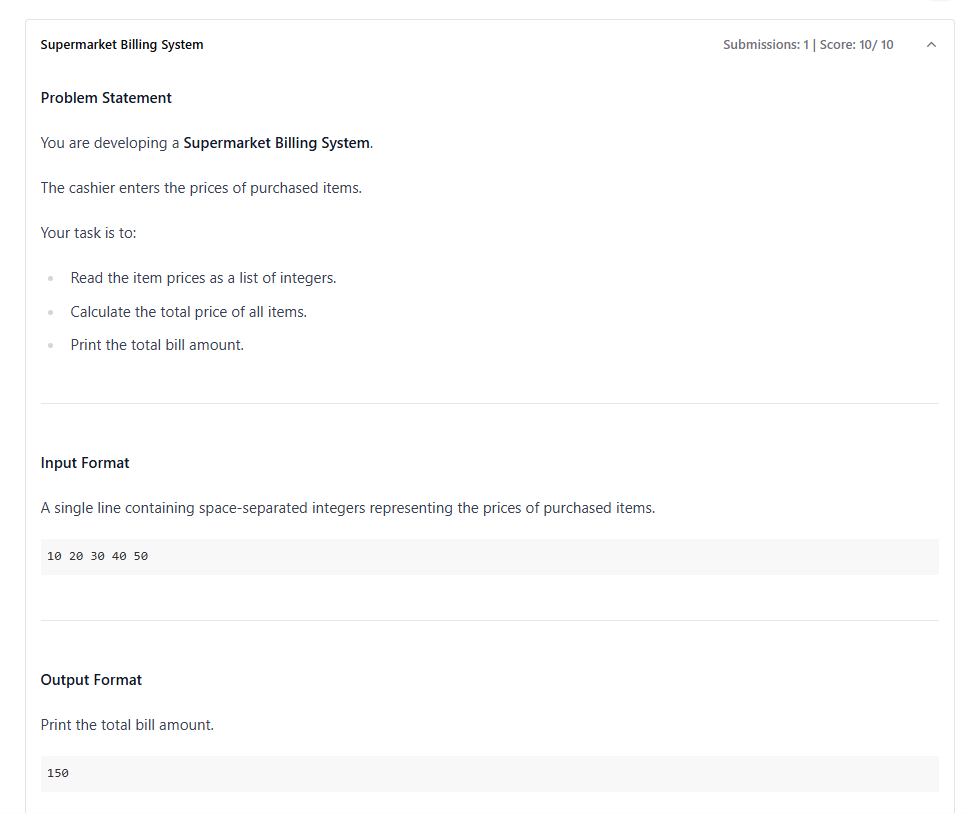 Supermarket Billing System
Submissions: 1 | Score: 10/ 10
Problem Statement
You are developing a Supermarket Billing System.
The cashier enters the prices of purchased items.
Your task is to:
Read the item prices as a list of integers.
Calculate the total price of all items.
Print the total bill amount.
Input Format
A single line containing space-separated integers representing the prices of purchased items.
10 20 30 40 50
Output Format
Print the total bill amount.
150